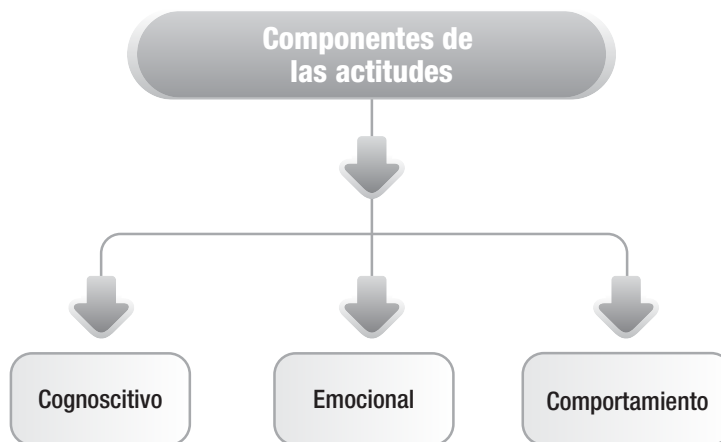 Componentes de
las actitudes
Cognoscitivo
Emocional
Comportamiento